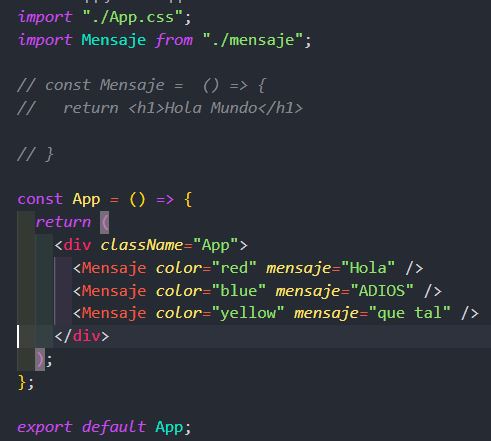 import "./App.css";
import Mensaje from "./mensaje";
// const Mensaje =  () => {
//   return <h1>Hola Mundo</h1>
// }
const App = () => {
  return (
    <div className="App">
      <Mensaje color="red" mensaje="Hola" />
      <Mensaje color="blue" mensaje="ADIOS" />
      <Mensaje color="yellow" mensaje="que tal" />
    </div>
  );
};
export default App;